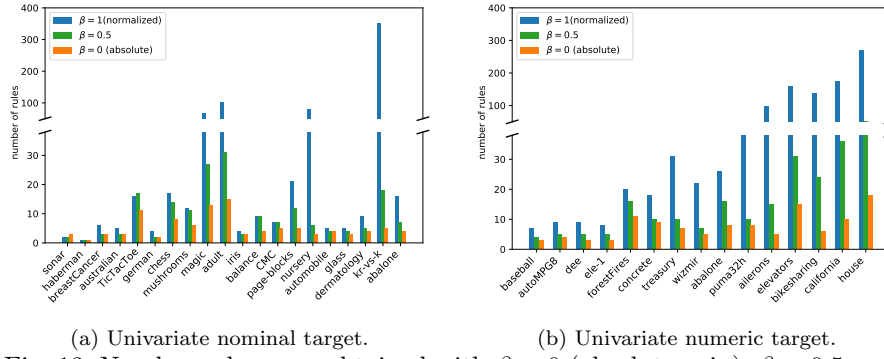 400
300
200
100
30
20
10
0
number of rules
β = 1(normalized)
β = 0.5
β = 0 (absolute)
sonar
haberman
breastCancer
australian
TicTacToe
german
chess
mushrooms
magic
adult
iris
balance
CMC
page-blocks
nursery
automobile
glass
dermatology
kr-vs-k
abalone
(a) Univariate nominal target.
400
300
200
100
30
20
10
0
number of rules
β = 1(normalized)
β = 0.5
β = 0 (absolute)
baseball
autoMPG8
dee
ele-1
forestFires
concrete
treasury
wizmir
abalone
puma32h
ailerons
elevators
bikesharing
california
house
(b) Univariate numeric target.